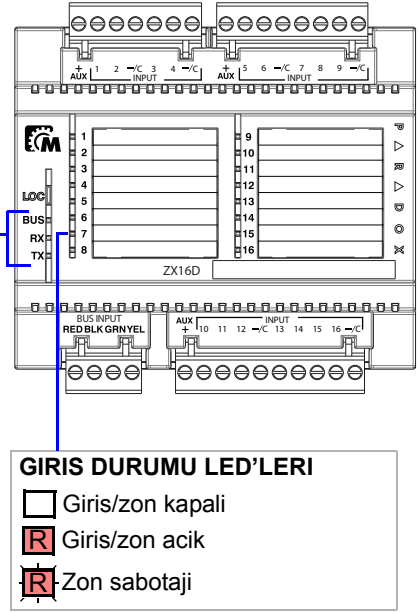 + 1 2 –/C 3 4 –/C
AUX INPUT
+ 5 6 –/C 7 8 9 –/C
AUX INPUT
M
LOC
BUS
RX
TX
1
2
3
4
5
6
7
8
9
10
11
12
13
14
15
16
PARADOX
ZX16D
BUS INPUT
RED BLK GRN YEL
AUX INPUT
+ 10 11 12 –/C 13 14 15 16 –/C
GIRIS DURUMU LED'LERI
Giris/zon kapali
R Giris/zon acik
R Zon sabotaji